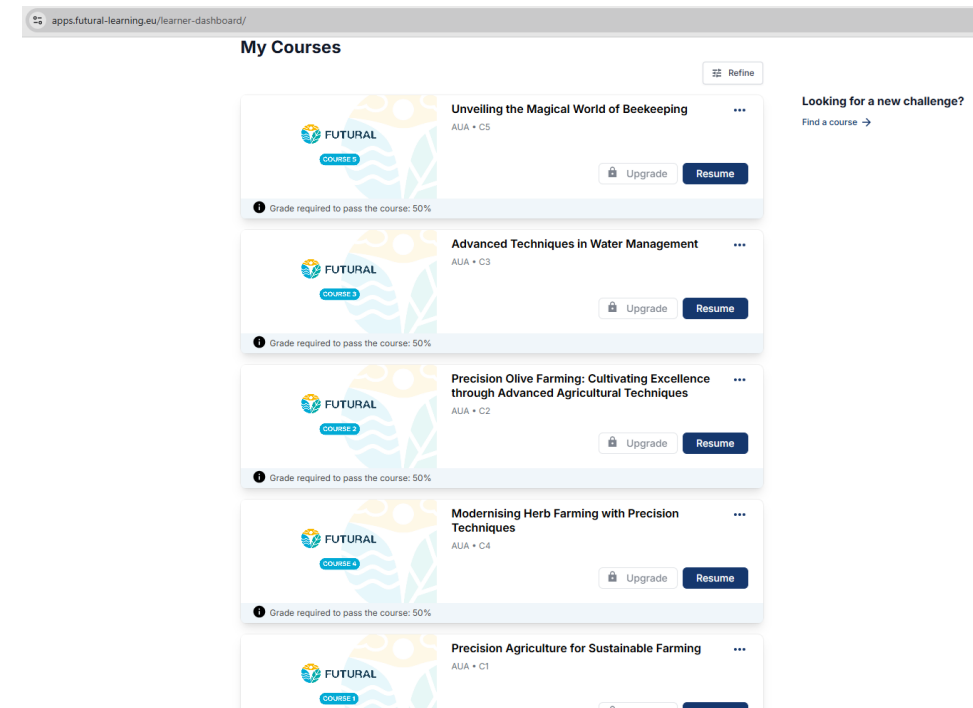 apps.futural-learning.eu/learner-dashboard/
My Courses
Refine
Looking for a new challenge?
Find a course →
FUTURAL
COURSE 5
Unveiling the Magical World of Beekeeping
AUA • C5
Upgrade
Resume
Grade required to pass the course: 50%
FUTURAL
COURSE 3
Advanced Techniques in Water Management
AUA • C3
Upgrade
Resume
Grade required to pass the course: 50%
FUTURAL
COURSE 2
Precision Olive Farming: Cultivating Excellence
through Advanced Agricultural Techniques
AUA • C2
Upgrade
Resume
Grade required to pass the course: 50%
FUTURAL
COURSE 4
Modernising Herb Farming with Precision
Techniques
AUA • C4
Upgrade
Resume
Grade required to pass the course: 50%
FUTURAL
COURSE 1
Precision Agriculture for Sustainable Farming
AUA • C1